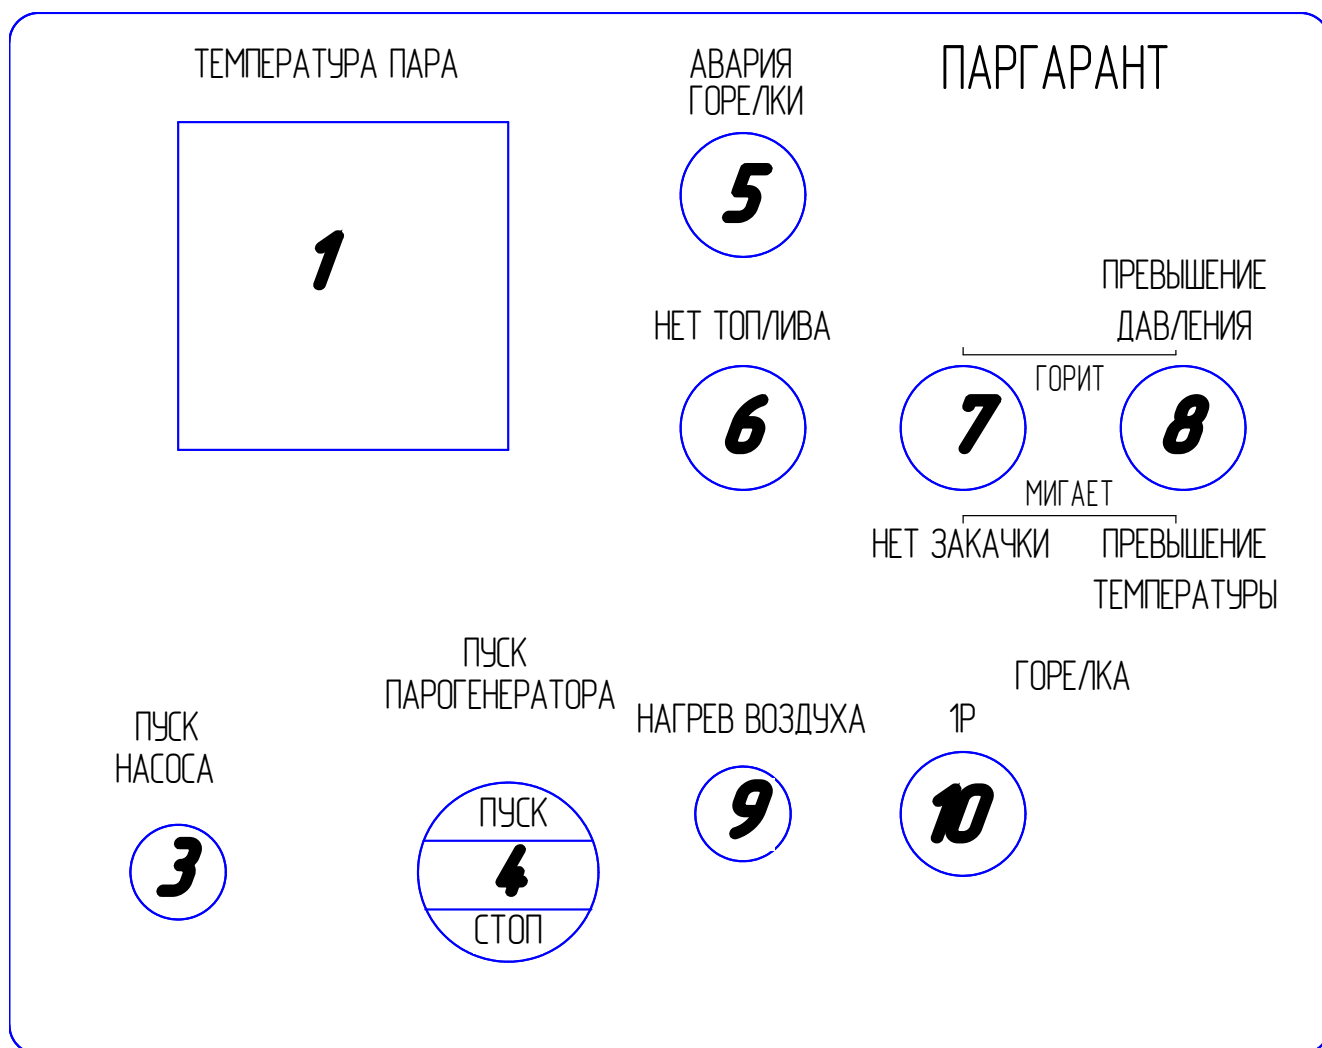 ТЕМПЕРАТУРА ПАРА
1
АВАРИЯ
ГОРЕЛКИ
5
ПАРГАРАНТ
НЕТ ТОПЛИВА
6
ПРЕВЫШЕНИЕ
ДАВЛЕНИЯ
ГОРИТ
7
8
МИГАЕТ
НЕТ ЗАКАЧКИ
ПРЕВЫШЕНИЕ
ТЕМПЕРАТУРЫ
ПУСК
НАСОСА
3
ПУСК
ПАРОГЕНЕРАТОРА
ПУСК
4
СТОП
НАГРЕВ ВОЗДУХА
9
ГОРЕЛКА
1Р
10